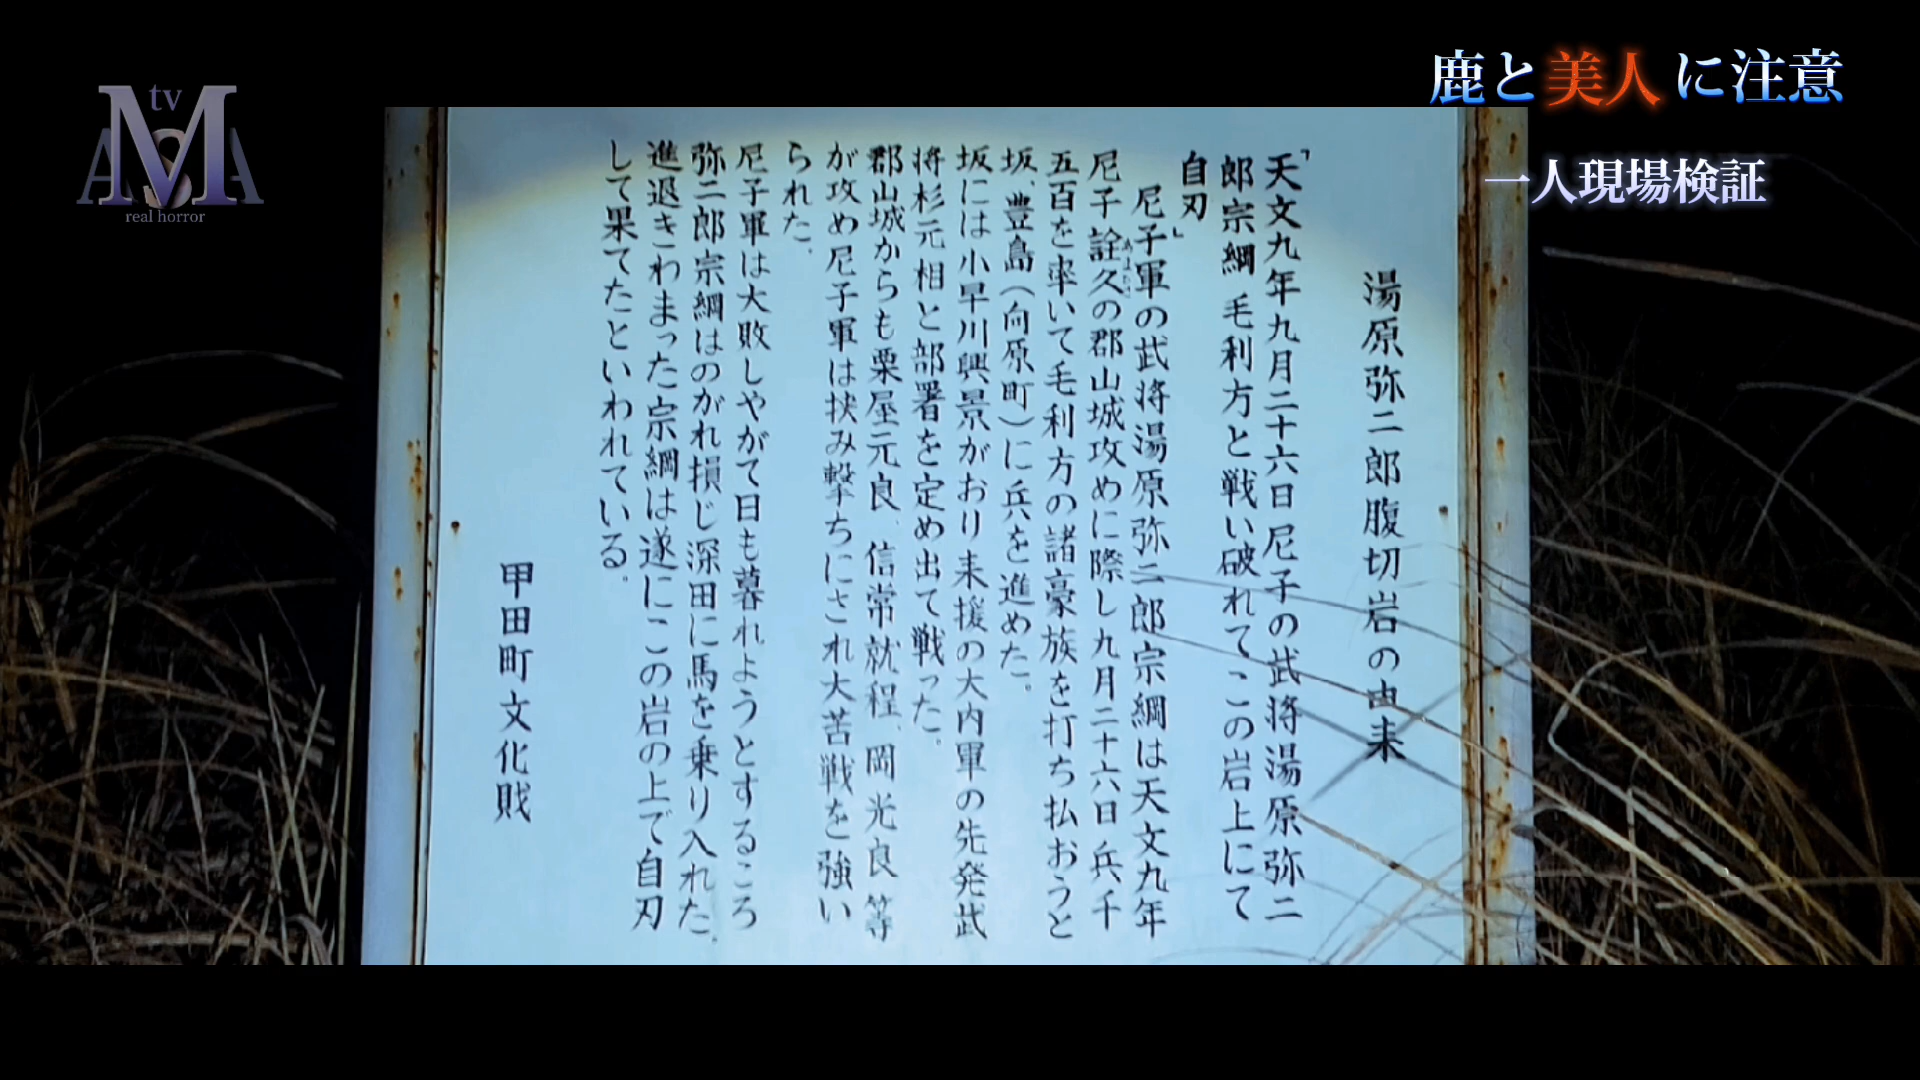 tv
MASA
real horror
鹿と美人に注意
一人現場検証
湯原弥二郎腹切岩の由来
「天文九年九月二十六日尼子の武将湯原弥二
郎宗綱 毛利方と戦い破れてこの岩上にて
自刃」
尼子軍の武将湯原弥二郎宗綱は天文九年
尼子詮久の郡山城攻めに際し九月二十六日兵千
五百を率いて毛利方の諸豪族を打ち払おうと
坂、豊島(向原町)に兵を進めた。
坂には小早川興景がおり来援の大内軍の先発武
将杉元相と部署を定め出て戦った。
郡山城からも粟屋元良、信常就程、岡光良等
が攻め尼子軍は挟み撃ちにされ大苦戦を強い
られた。
尼子軍は大敗しやがて日も暮れようとするころ
弥二郎宗綱はのがれ損じ深田に馬を乗り入れた。
進退きわまった宗綱は遂にこの岩の上で自刃
して果てたといわれている。
甲田町文化財